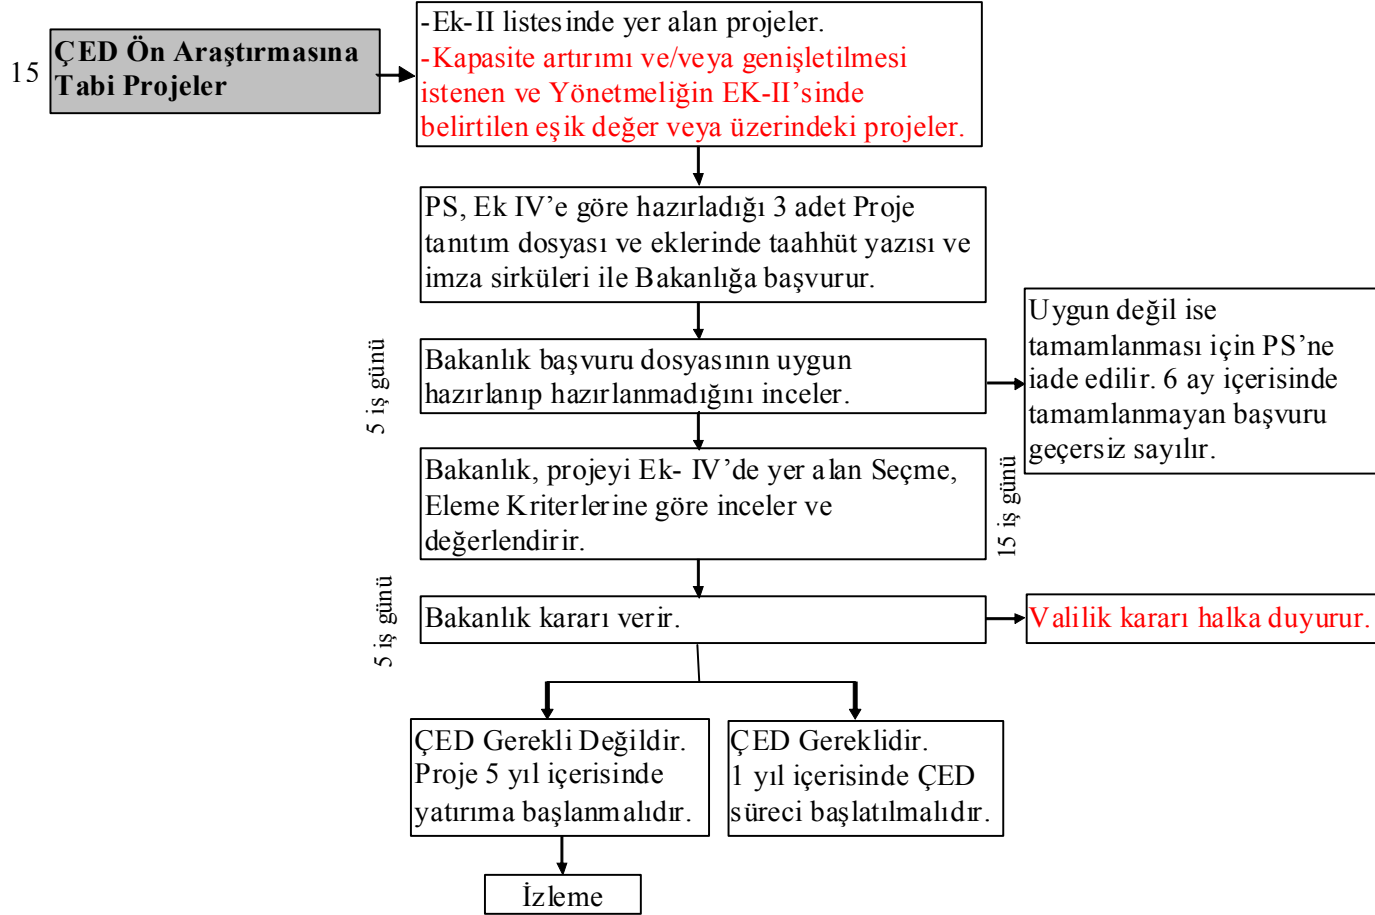 15
ÇED Ön Araştırmasına
Tabi Projeler
-Ek-II listesinde yer alan projeler.
-Kapasite artırımı ve/veya genişletilmesi
istenen ve Yönetmeliğin EK-II’sinde
belirtilen eşik değer veya üzerindeki projeler.
PS, Ek IV’e göre hazırladığı 3 adet Proje
tanıtım dosyası ve eklerinde taahhüt yazısı ve
imza sirküleri ile Bakanlığa başvurur.
5 iş günü
Bakanlık başvuru dosyasının uygun
hazırlanıp hazırlanmadığını inceler.
Uygun değil ise
tamamlanması için PS’ne
iade edilir. 6 ay içerisinde
tamamlanmayan başvuru
geçersiz sayılır.
Bakanlık, projeyi Ek- IV’de yer alan Seçme,
Eleme Kriterlerine göre inceler ve
değerlendirir.
15 iş günü
5 iş günü
Bakanlık kararı verir.
Valilik kararı halka duyurur.
ÇED Gerekli Değildir.
Proje 5 yıl içerisinde
yatırıma başlanmalıdır.
ÇED Gereklidir.
1 yıl içerisinde ÇED
süreci başlatılmalıdır.
İzleme